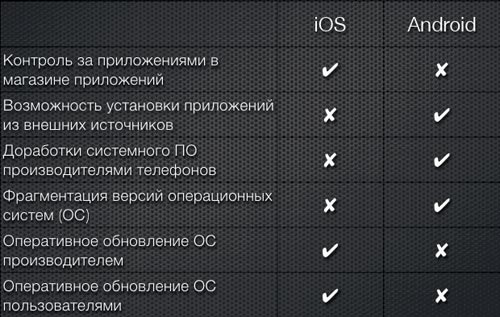 iOS Android
Контроль за приложениями в
магазине приложений ✔ ✘
Возможность установки приложений
из внешних источников ✘ ✔
Доработки системного ПО
производителями телефонов ✘ ✔
Фрагментация версий операционных
систем (ОС) ✘ ✔
Оперативное обновление ОС
производителем ✔ ✘
Оперативное обновление ОС
пользователями ✔ ✘